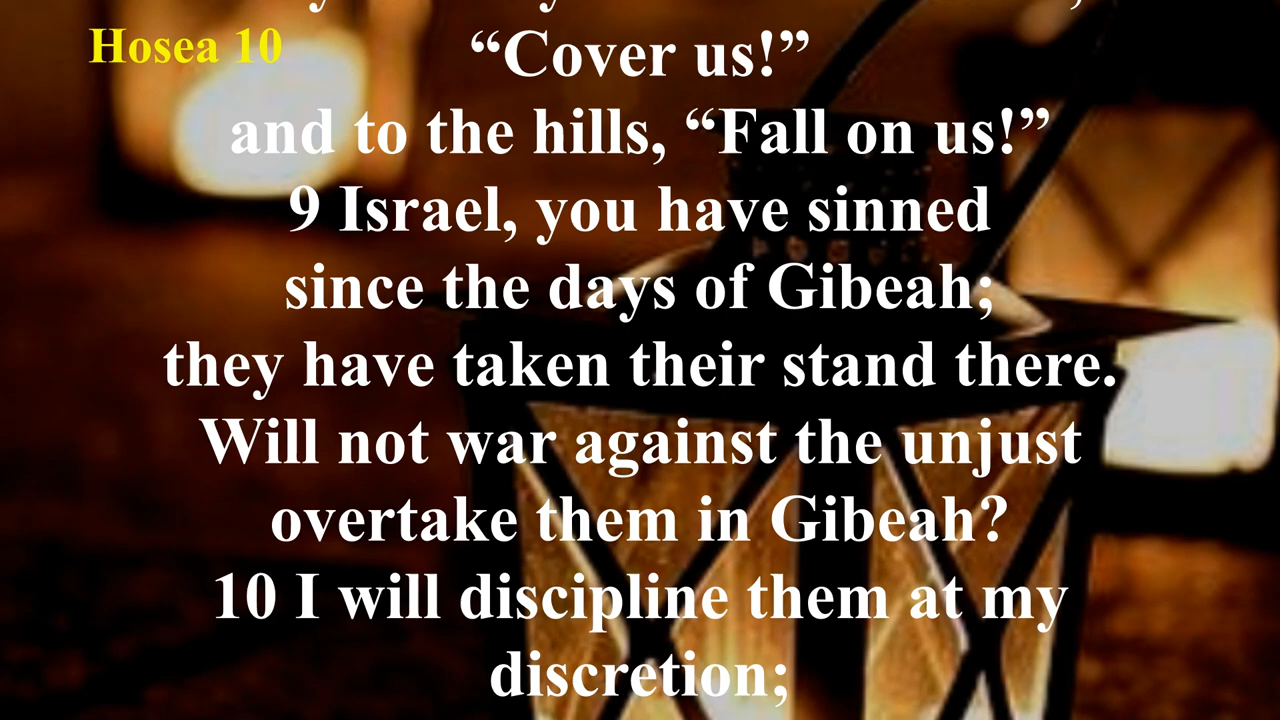 Hosea 10
“Cover us!”
and to the hills, “Fall on us!”
9 Israel, you have sinned
since the days of Gibeah;
they have taken their stand there.
Will not war against the unjust
overtake them in Gibeah?
10 I will discipline them at my
discretion;